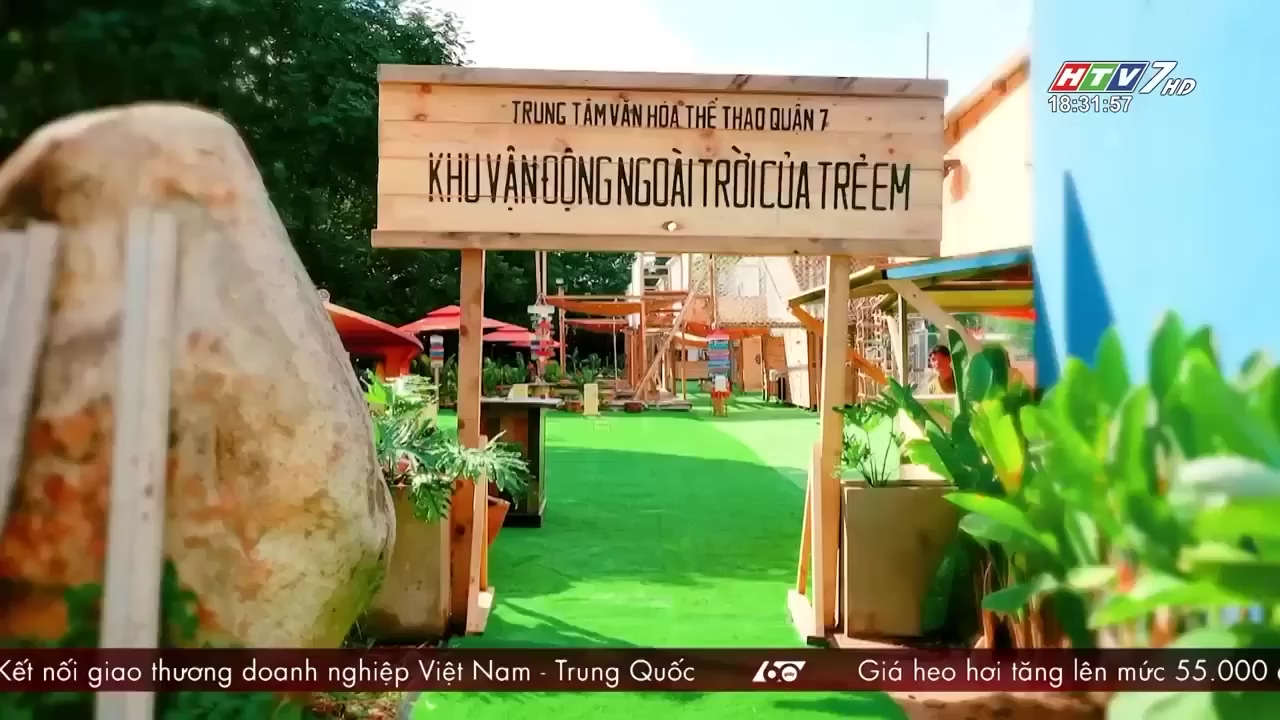 HTV7 HD
18:31:57
TRUNG TÂM VĂN HÓA THỂ THAO QUẬN 7
KHU VẬN ĐỘNG NGOÀI TRỜI CỦA TRẺ EM
Kết nối giao thương doanh nghiệp Việt Nam - Trung Quốc
60 giây
Giá heo hơi tăng lên mức 55.000